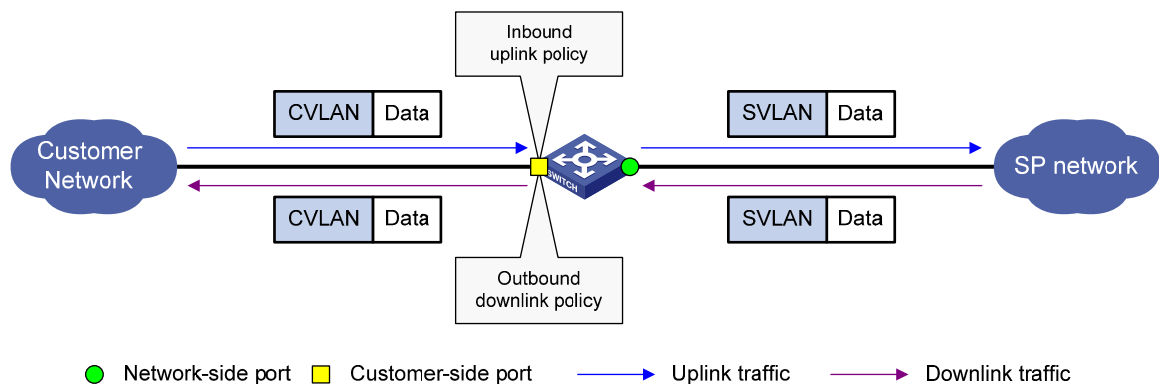 Inbound
uplink policy
CVLAN Data
SVLAN Data
Customer
Network
SWITCH
SP network
CVLAN Data
SVLAN Data
Outbound
downlink policy
Network-side port Customer-side port Uplink traffic Downlink traffic